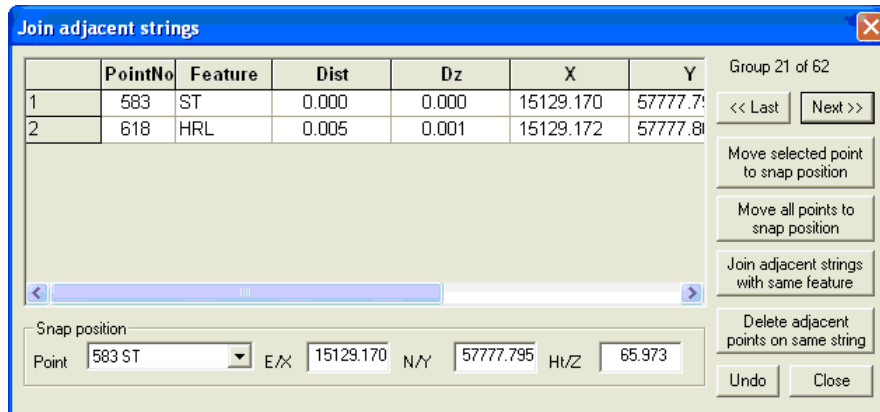 Join adjacent strings
PointNo Feature Dist Dz X Y
1 583 ST 0.000 0.000 15129.170
2 618 HRL 0.005 0.001 15129.172
Group 21 of 62
<< Last Next >>
Move selected point
to snap position
Move all points to
snap position
Join adjacent strings
with same feature
Delete adjacent
points on same string
Undo Close
Snap position
Point 583 ST E/X 15129.170 N/Y 57777.795 Ht/Z 65.973